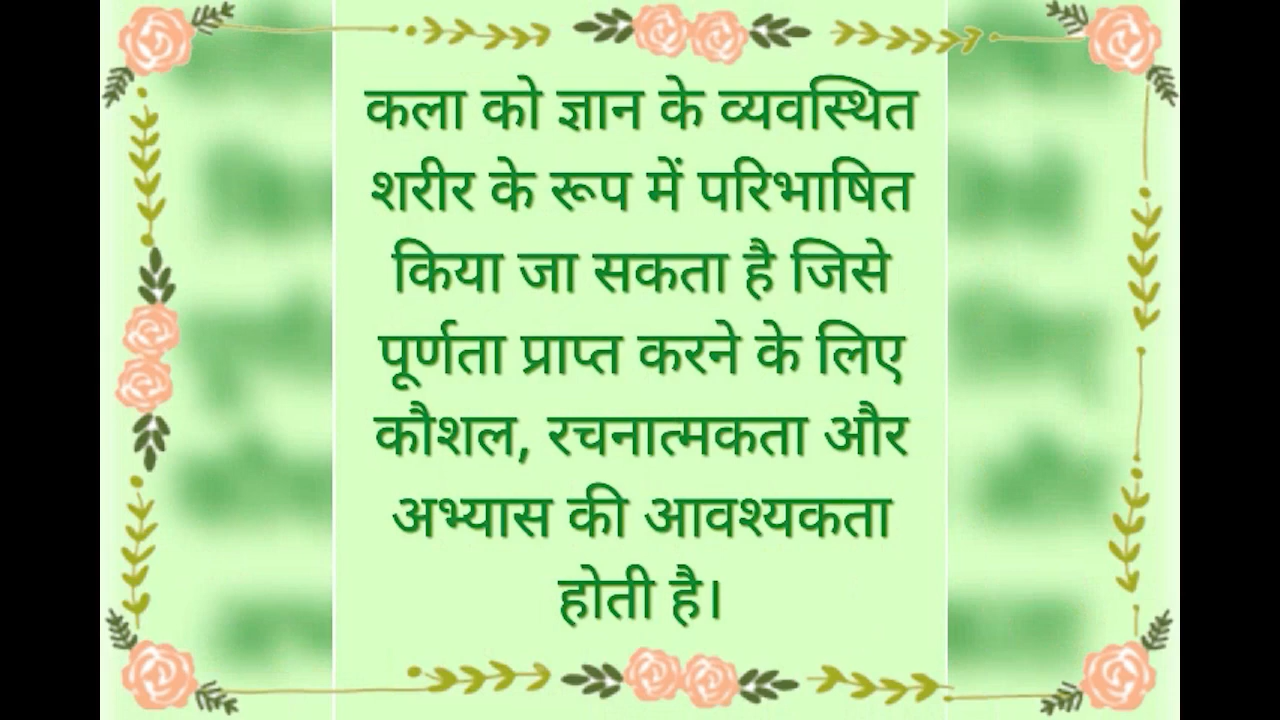 कला को ज्ञान के व्यवस्थित
शरीर के रूप में परिभाषित
किया जा सकता है जिसे
पूर्णता प्राप्त करने के लिए
कौशल, रचनात्मकता और
अभ्यास की आवश्यकता
होती है।